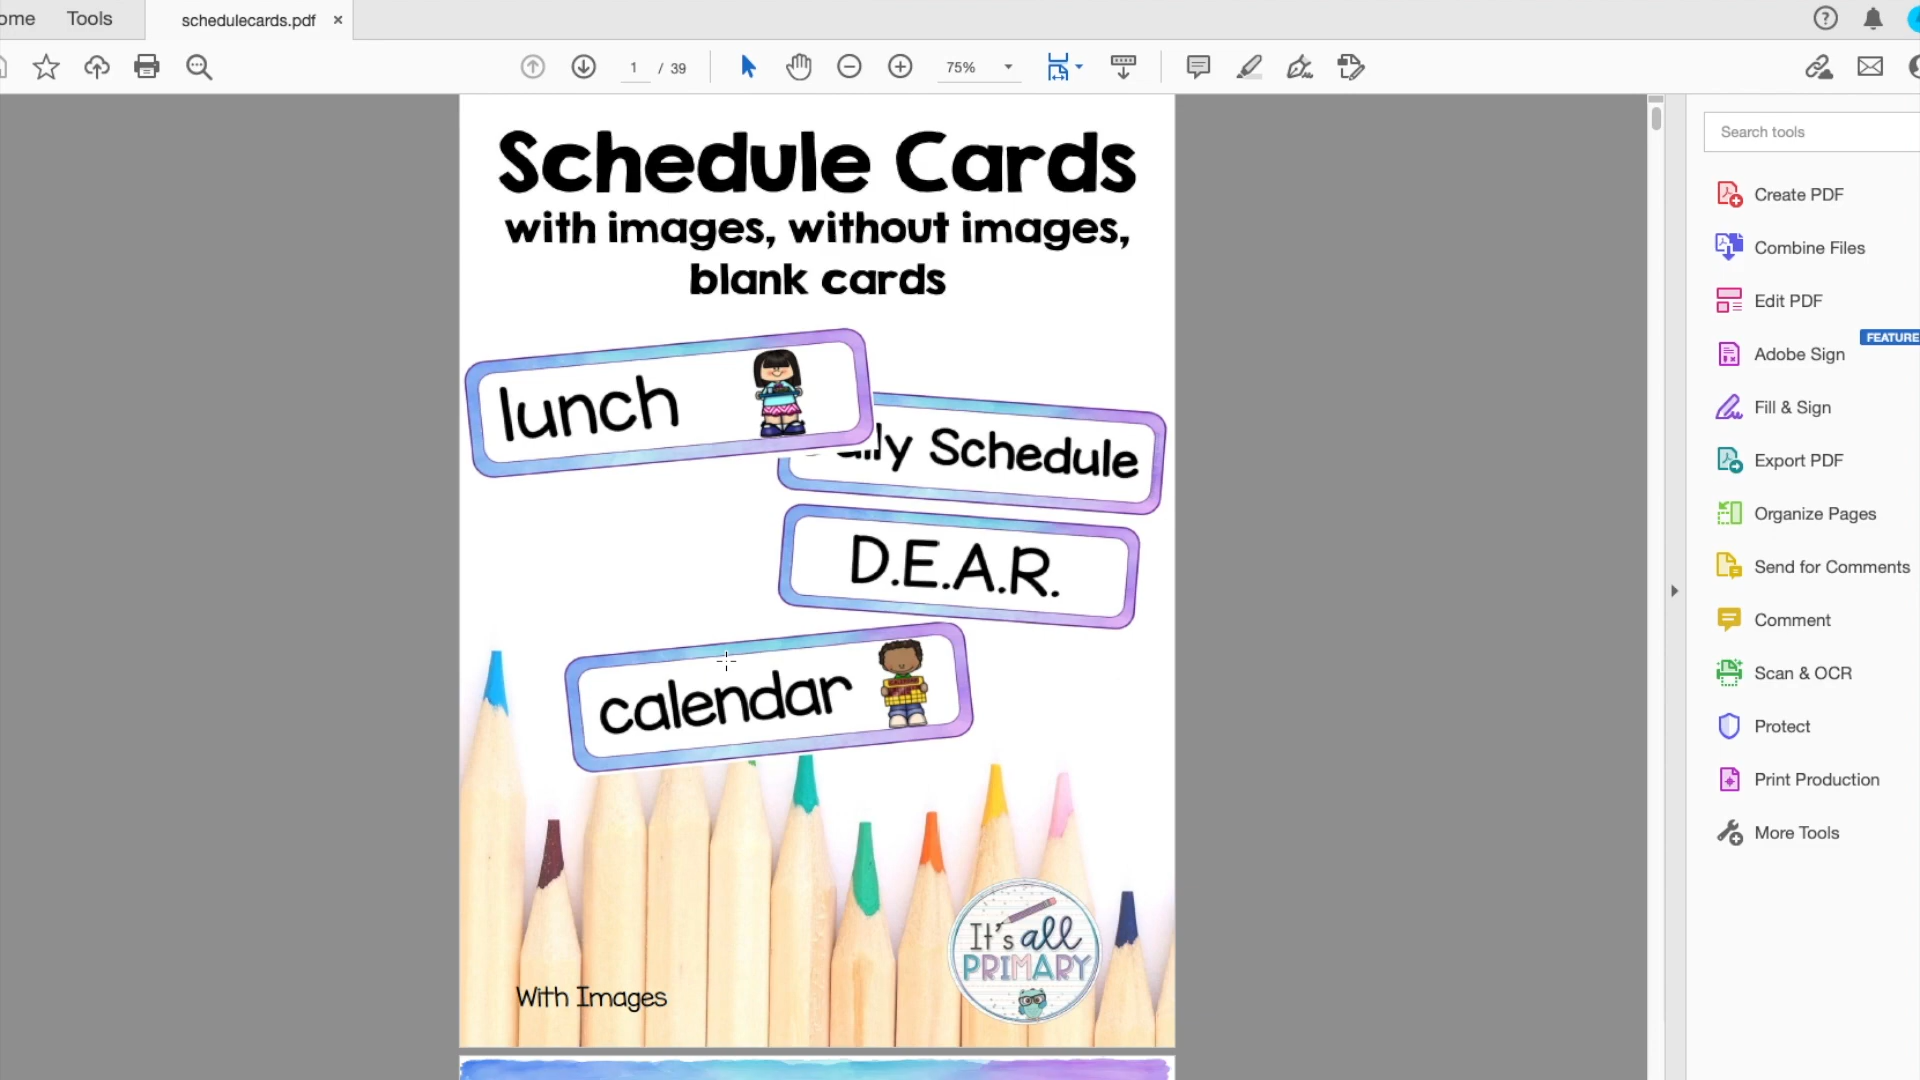 ome Tools schedulecards.pdf ×
1 / 39 75%
Search tools
Schedule Cards
with images, without images,
blank cards
lunch
ly Schedule
D.E.A.R.
calendar
It's all
PRIMARY
With Images
Create PDF
Combine Files
Edit PDF
FEATURE
Adobe Sign
Fill & Sign
Export PDF
Organize Pages
Send for Comments
Comment
Scan & OCR
Protect
Print Production
More Tools